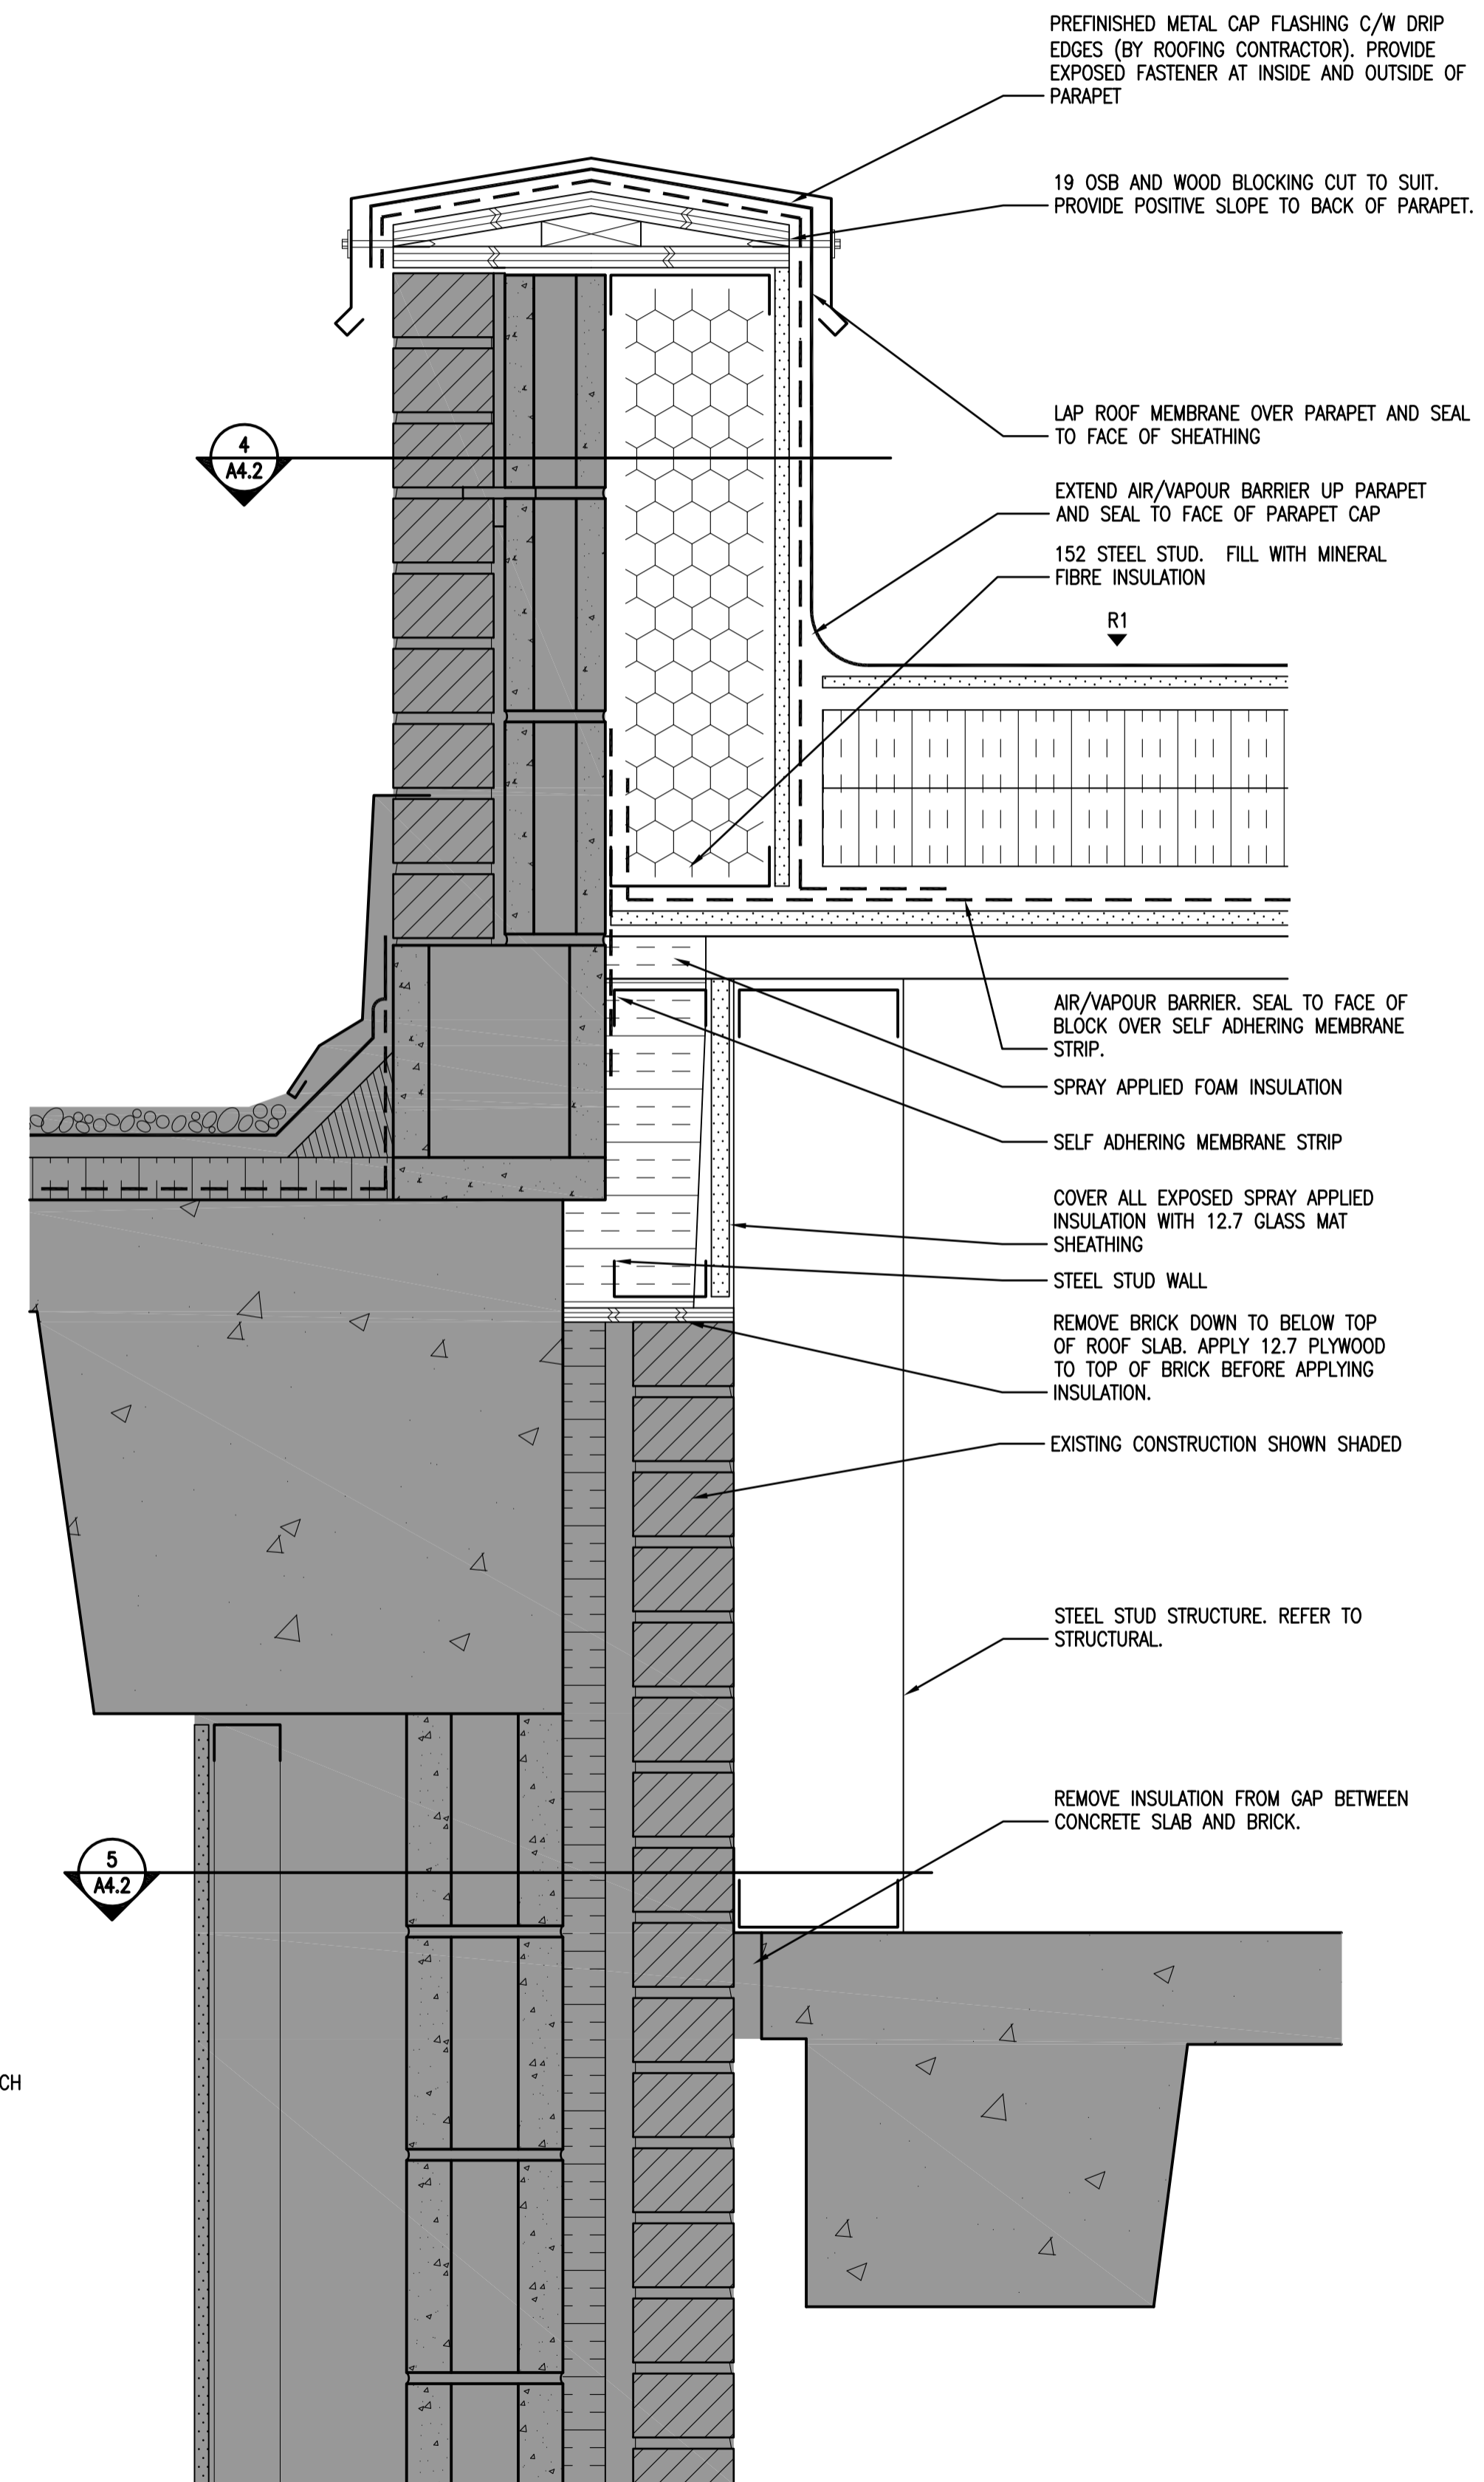 PREFINISHED METAL CAP FLASHING C/W DRIP
EDGES (BY ROOFING CONTRACTOR). PROVIDE
EXPOSED FASTENER AT INSIDE AND OUTSIDE OF
PARAPET
19 OSB AND WOOD BLOCKING CUT TO SUIT.
PROVIDE POSITIVE SLOPE TO BACK OF PARAPET.
LAP ROOF MEMBRANE OVER PARAPET AND SEAL
TO FACE OF SHEATHING
4
A4.2
EXTEND AIR/VAPOUR BARRIER UP PARAPET
AND SEAL TO FACE OF PARAPET CAP
152 STEEL STUD. FILL WITH MINERAL
FIBRE INSULATION
R1
AIR/VAPOUR BARRIER. SEAL TO FACE OF
BLOCK OVER SELF ADHERING MEMBRANE
STRIP.
SPRAY APPLIED FOAM INSULATION
SELF ADHERING MEMBRANE STRIP
COVER ALL EXPOSED SPRAY APPLIED
INSULATION WITH 12.7 GLASS MAT
SHEATHING
STEEL STUD WALL
REMOVE BRICK DOWN TO BELOW TOP
OF ROOF SLAB. APPLY 12.7 PLYWOOD
TO TOP OF BRICK BEFORE APPLYING
INSULATION.
EXISTING CONSTRUCTION SHOWN SHADED
STEEL STUD STRUCTURE. REFER TO
STRUCTURAL.
REMOVE INSULATION FROM GAP BETWEEN
CONCRETE SLAB AND BRICK.
5
A4.2
CH